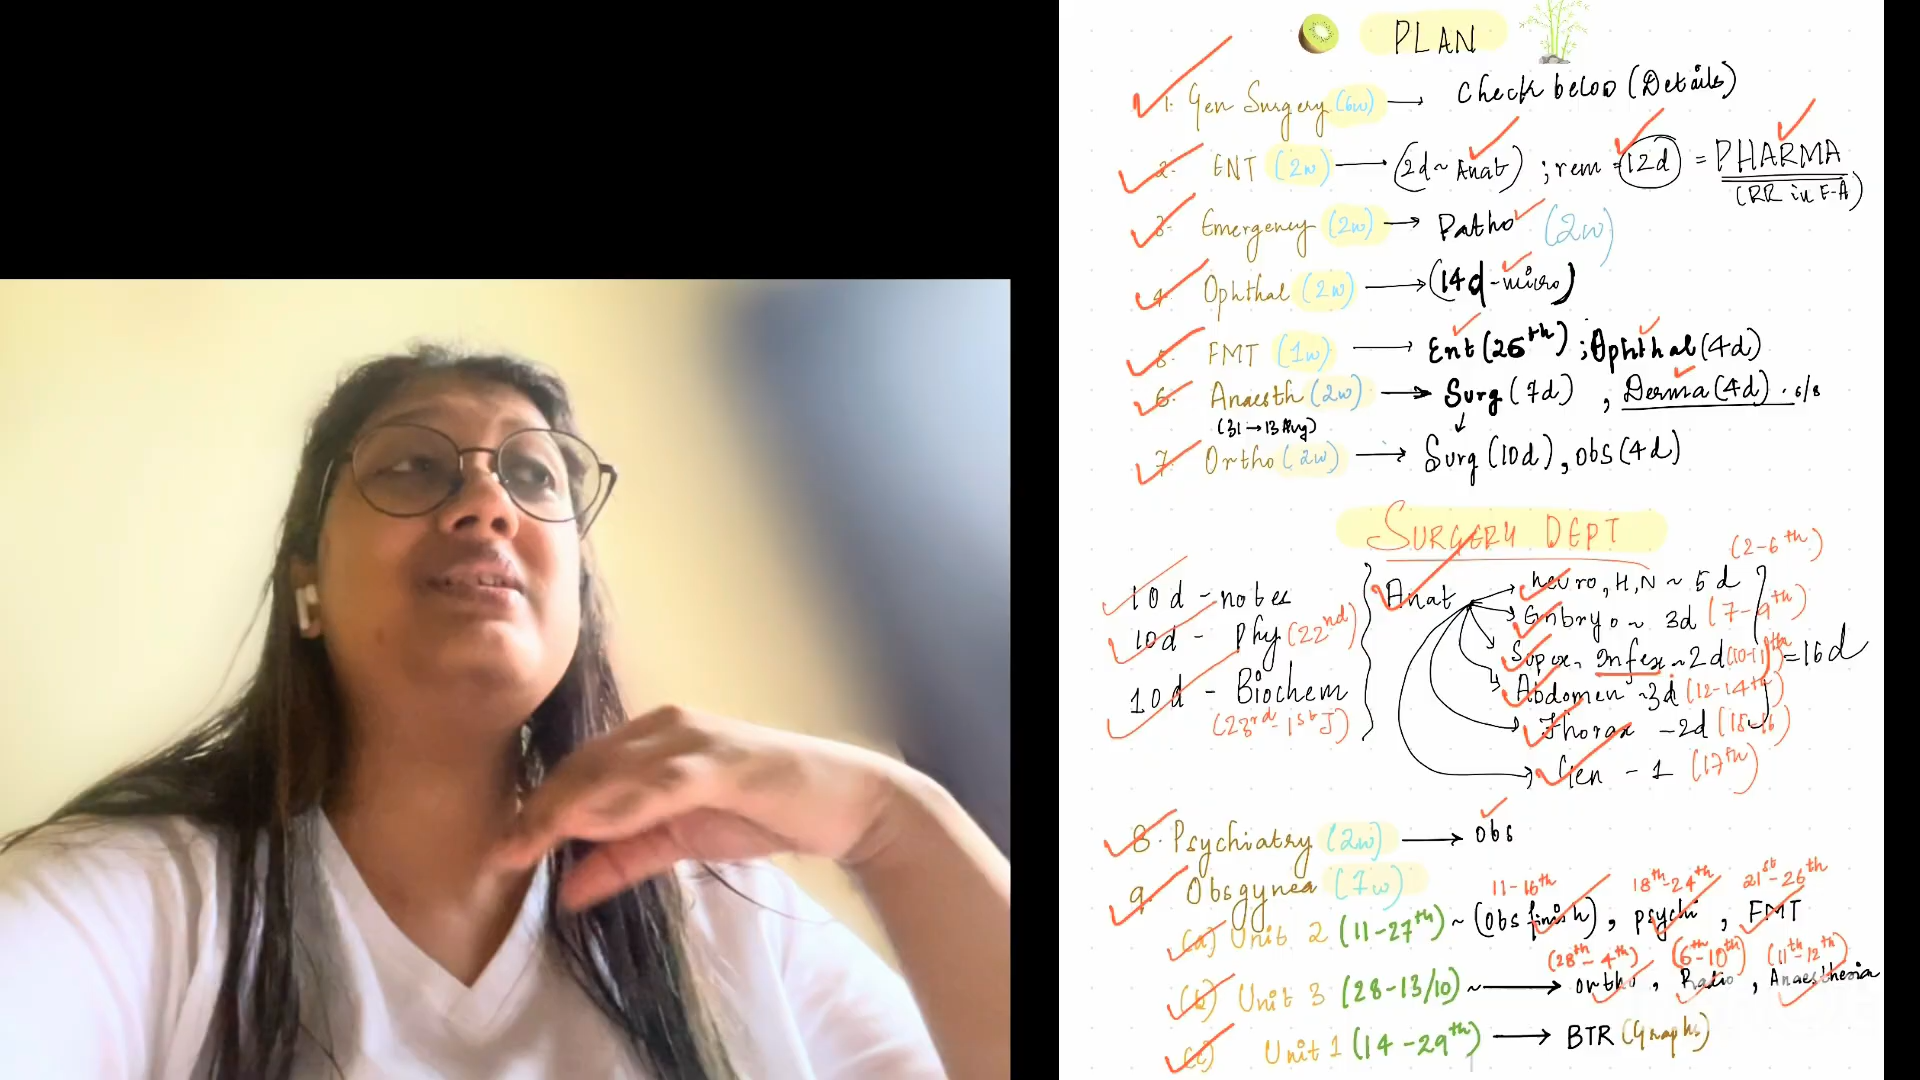 PLAN
1. Gen Surgery (6w) → Check below (Details)
2. ENT (2w) → (2d ~ Anat) ; rem = 12d = PHARMA
(RR in E-A)
3. Emergency (2w) → Patho (2w)
4. Ophthal (2w) → (14d - micro)
5. FMT (1w) → Ent (26th) ; Ophthal (4d)
6. Anaesth (2w) → Surg (7d) , Derma (4d) . 6/8
(31 → 13 Aug)
7. Ortho (2w) → Surg (10d), obs (4d)
SURGERY DEPT
10d - notes
10d - Phy (22nd)
10d - Biochem
(23rd - 1st J)
Anat
Neuro, H, N ~ 5d (2-6th)
Embryo ~ 3d (7-9th)
Infer ~ 2d (10-11th) = 16d
Abdomen ~ 3d (12-14th)
Thorax - 2d (15-16)
Gen - 1 (17th)
8. Psychiatry (2w) → obs
9. Obsgynea (7w)
11-16th 18th-24th 21st-26th
(a) Unit 2 (11-27th) ~ (obs finish), psychi, FMT
(28th - 4th) (6th-10th) (11th-12th)
(b) Unit 3 (28-13/10) ~ → ortho, Radio, Anaesthesia
(c) Unit 1 (14-29th) → BTR (Graphs)